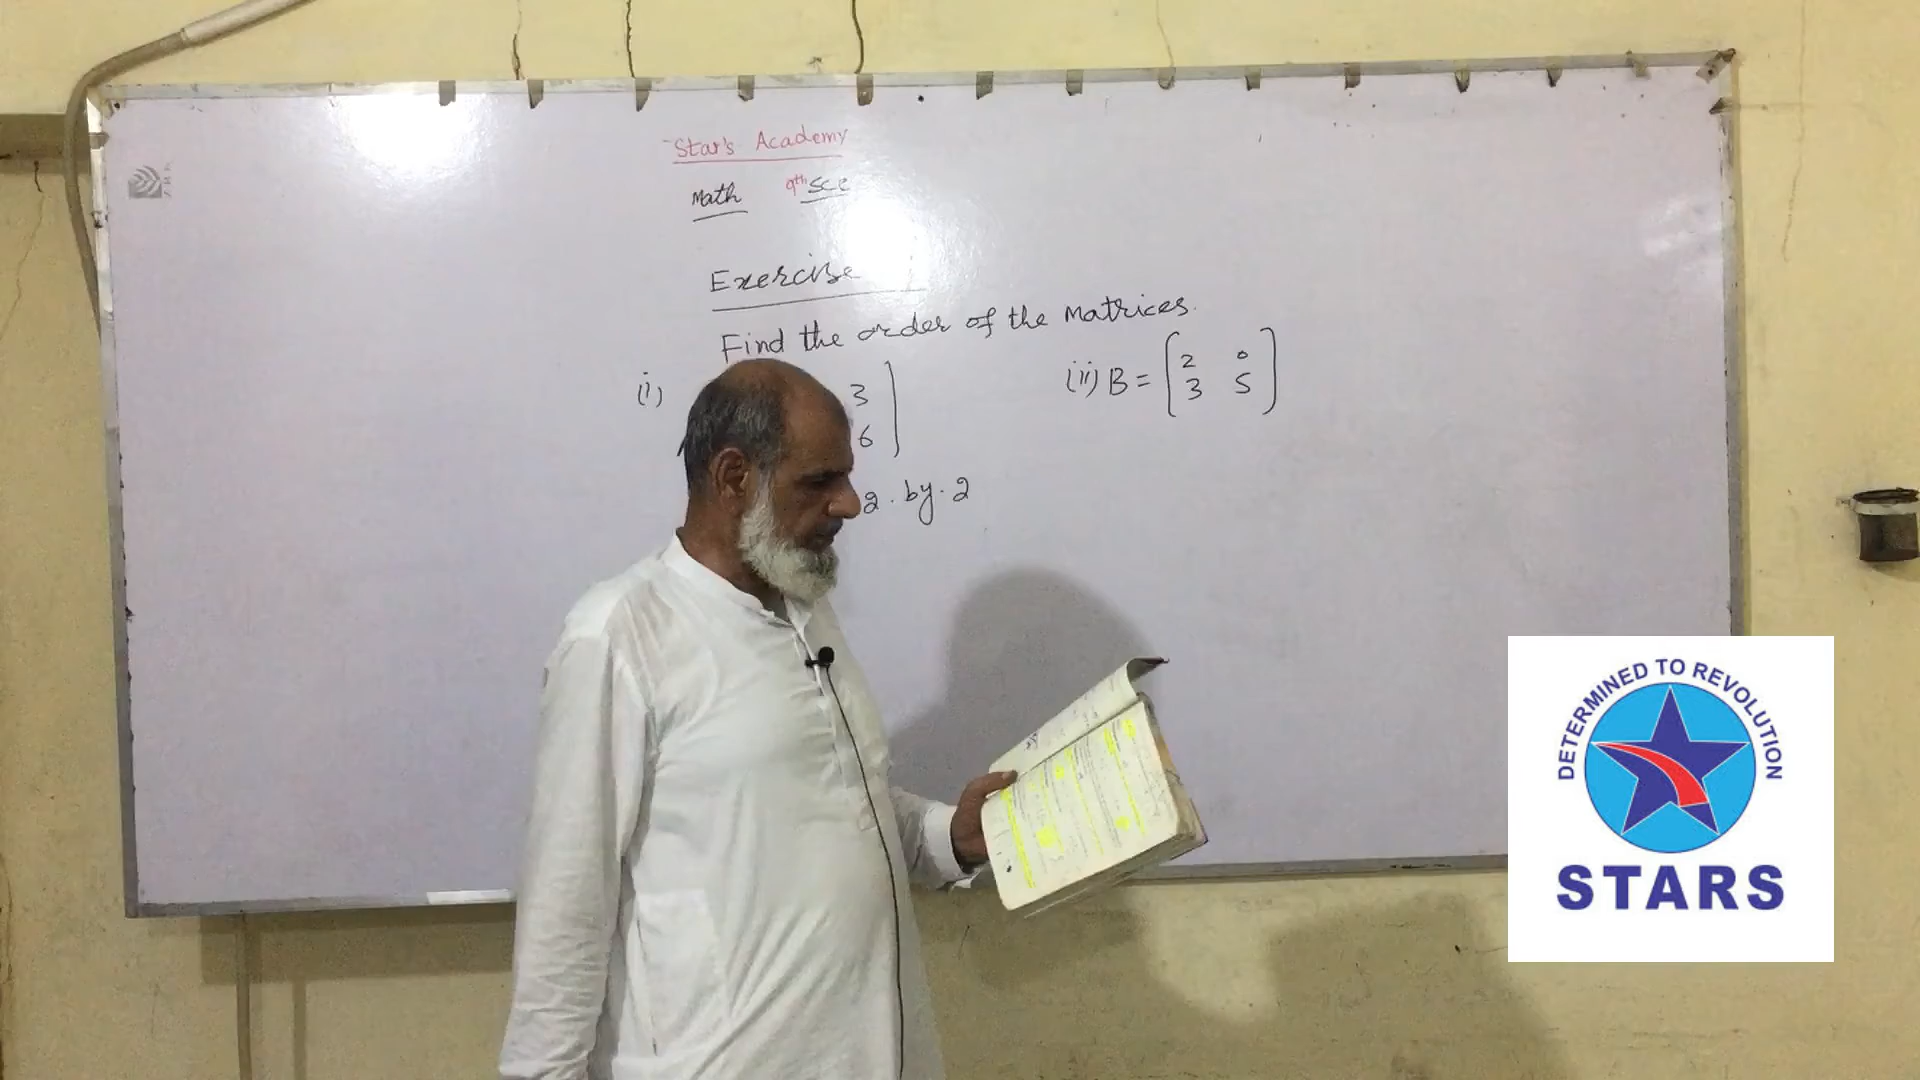 Star's Academy
Math 9th Sce
Exercise
Find the order of the Matrices.
(i) 3
6
2.by.2
(ii) B = [2 0
3 5]
DETERMINED TO REVOLUTION
STARS